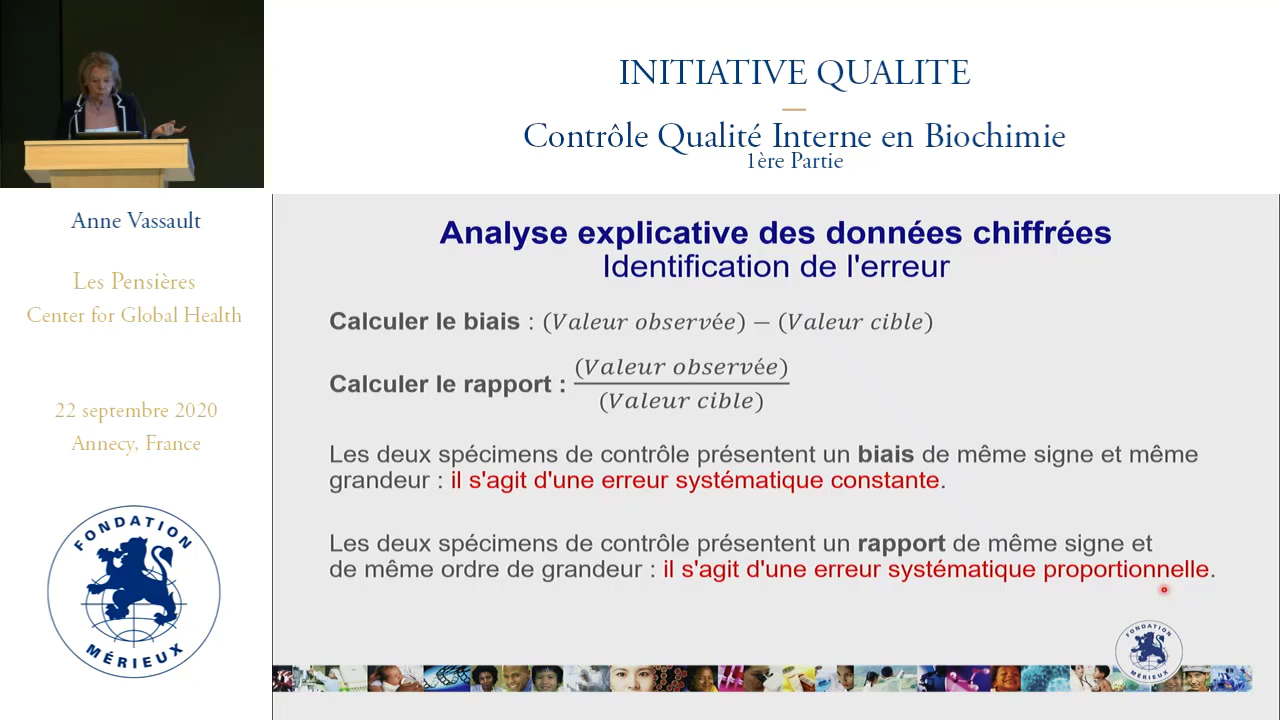 INITIATIVE QUALITE
Contrôle Qualité Interne en Biochimie
1ère Partie
Anne Vassault
Les Pensières
Center for Global Health
22 septembre 2020
Annecy, France
FONDATION
MÉRIEUX
Analyse explicative des données chiffrées
Identification de l'erreur
Calculer le biais : (Valeur observée) − (Valeur cible)
Calculer le rapport : (Valeur observée)
(Valeur cible)
Les deux spécimens de contrôle présentent un biais de même signe et même
grandeur : il s'agit d'une erreur systématique constante.
Les deux spécimens de contrôle présentent un rapport de même signe et
de même ordre de grandeur : il s'agit d'une erreur systématique proportionnelle.
FONDATION
MÉRIEUX